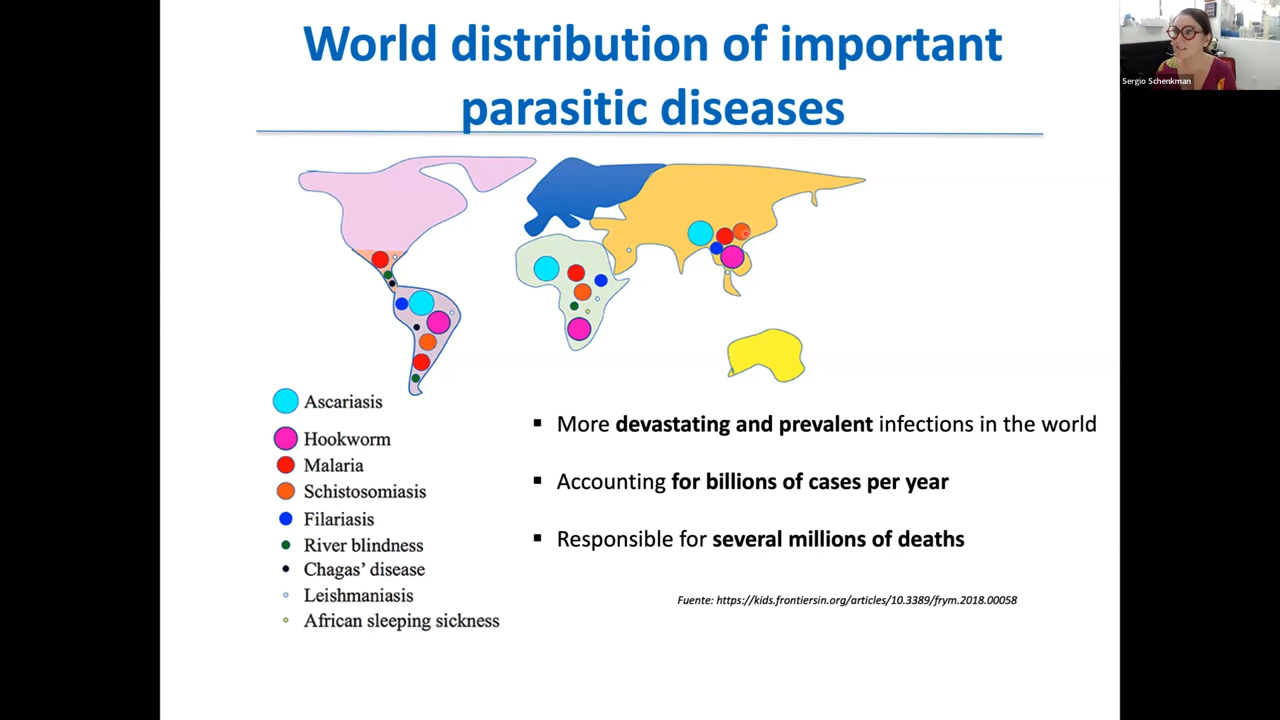 World distribution of important
parasitic diseases
Sergio Schenkman
Ascariasis
Hookworm
Malaria
Schistosomiasis
Filariasis
River blindness
Chagas’ disease
Leishmaniasis
African sleeping sickness
▪ More devastating and prevalent infections in the world
▪ Accounting for billions of cases per year
▪ Responsible for several millions of deaths
Fuente: https://kids.frontiersin.org/articles/10.3389/frym.2018.00058